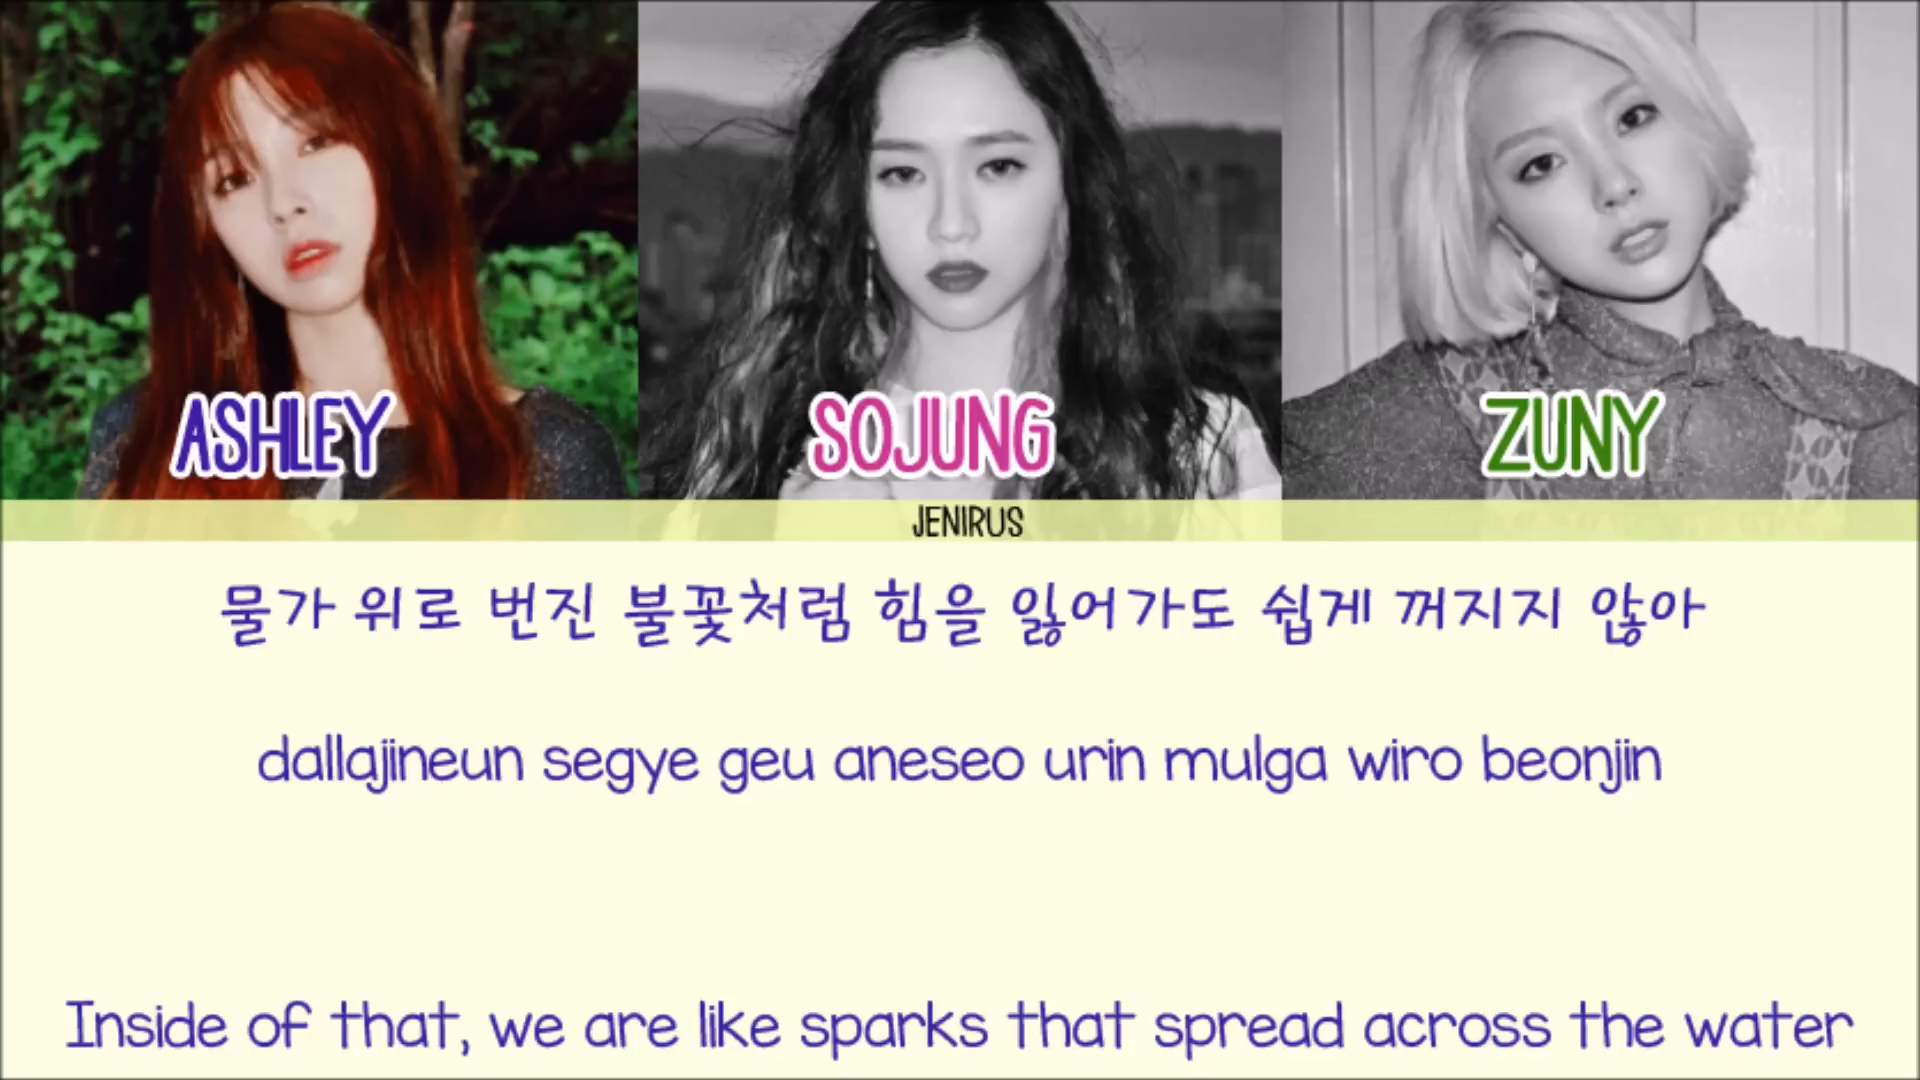 ASHLEY
SOJUNG
ZUNY
JENIRUS
물가 위로 번진 불꽃처럼 힘을 잃어가도 쉽게 꺼지지 않아
dallajineun segye geu aneseo urin mulga wiro beonjin
Inside of that, we are like sparks that spread across the water